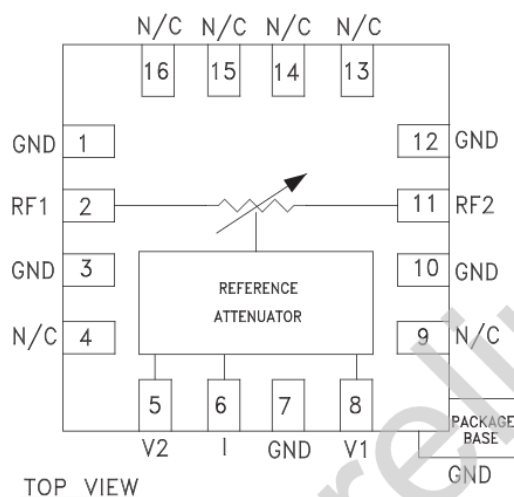 N/C N/C N/C N/C
16 15 14 13
GND 1 12 GND
RF1 2 11 RF2
GND 3 10 GND
REFERENCE
ATTENUATOR
N/C 4 9 N/C
5 6 7 8
V2 I GND V1
PACKAGE
BASE
GND
TOP VIEW